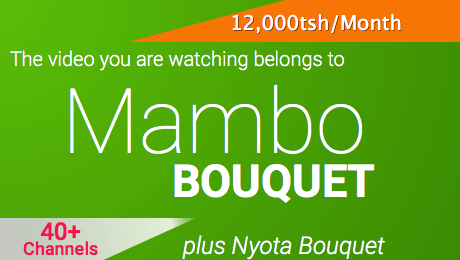 12,000tsh/Month
The video you are watching belongs to
Mambo
BOUQUET
40+
Channels
plus Nyota Bouquet